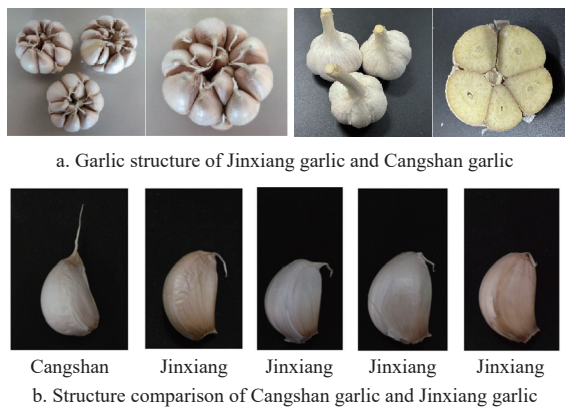 a. Garlic structure of Jinxiang garlic and Cangshan garlic
Cangshan Jinxiang Jinxiang Jinxiang Jinxiang
b. Structure comparison of Cangshan garlic and Jinxiang garlic